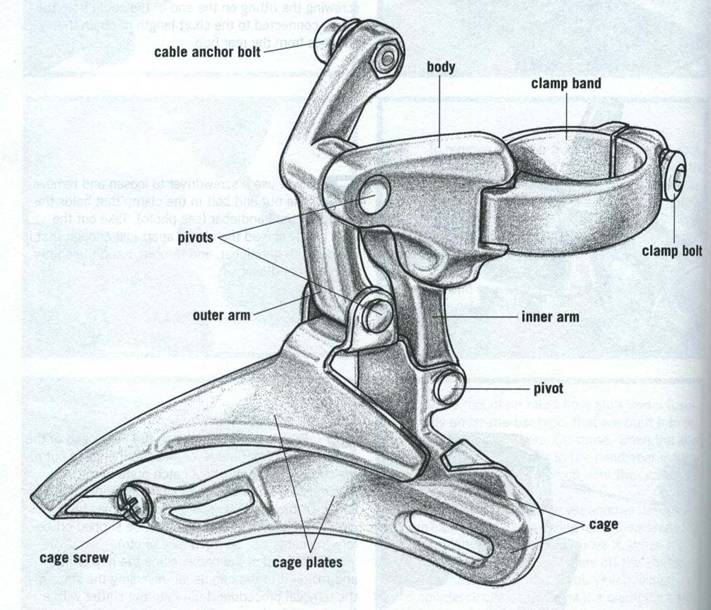 cable anchor bolt
body
clamp band
pivots
clamp bolt
outer arm
inner arm
pivot
cage
cage screw
cage plates